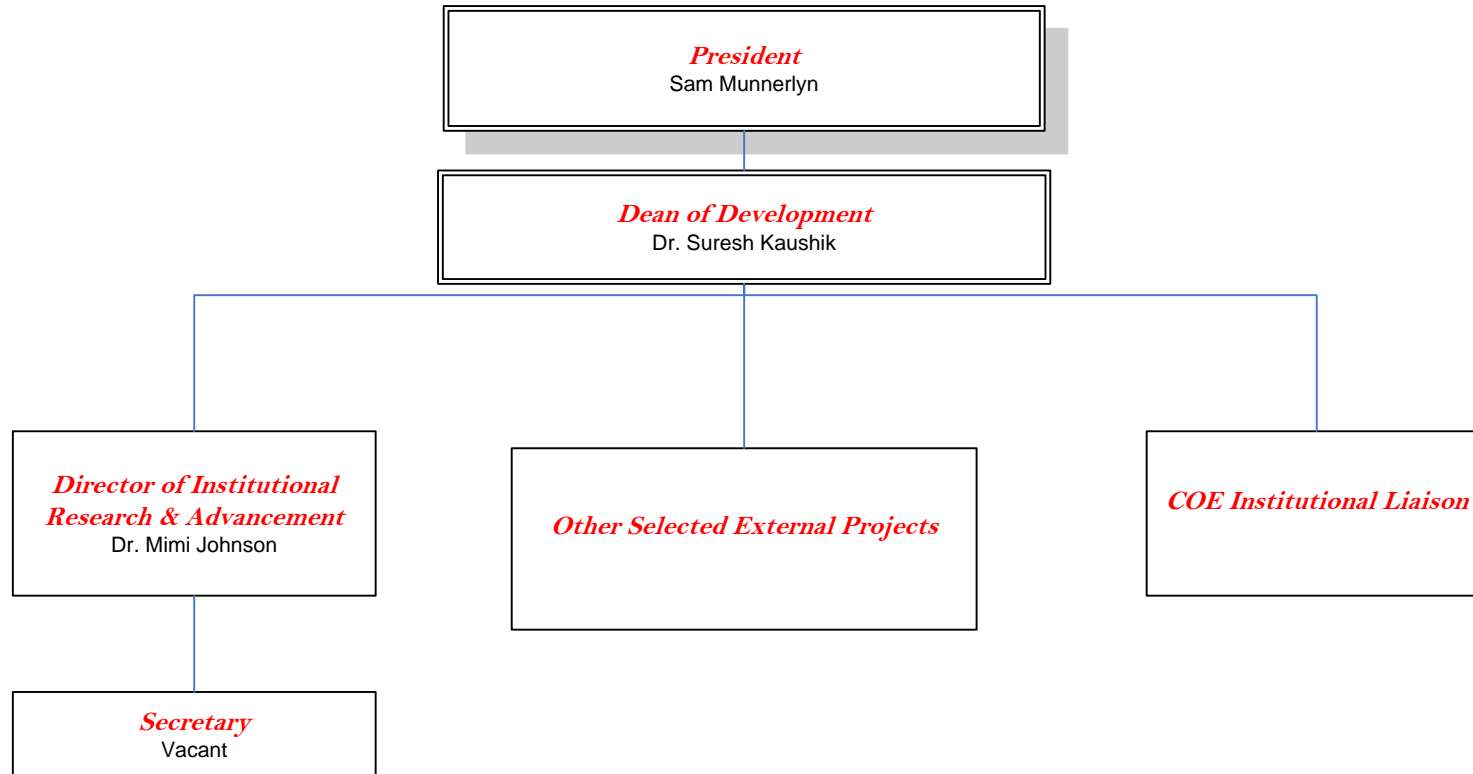 President
Sam Munnerlyn
Dean of Development
Dr. Suresh Kaushik
Director of Institutional
Research & Advancement
Dr. Mimi Johnson
Other Selected External Projects
COE Institutional Liaison
Secretary
Vacant